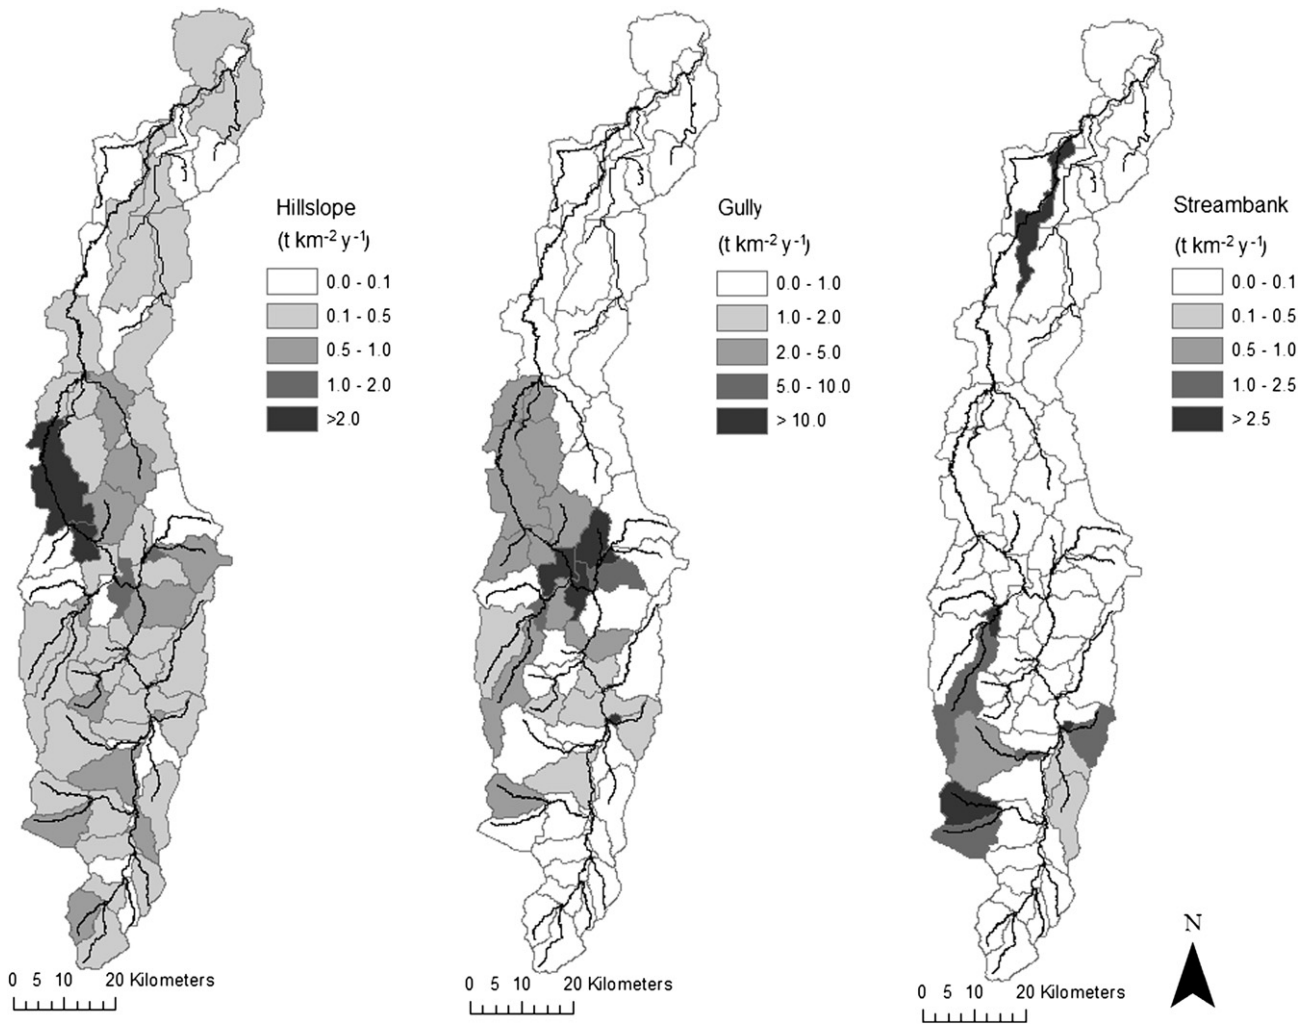 Hillslope
(t km-2 y-1)
0.0 - 0.1
0.1 - 0.5
0.5 - 1.0
1.0 - 2.0
>2.0
0 5 10 20 Kilometers
Gully
(t km-2 y-1)
0.0 - 1.0
1.0 - 2.0
2.0 - 5.0
5.0 - 10.0
> 10.0
0 5 10 20 Kilometers
Streambank
(t km-2 y-1)
0.0 - 0.1
0.1 - 0.5
0.5 - 1.0
1.0 - 2.5
> 2.5
0 5 10 20 Kilometers
N